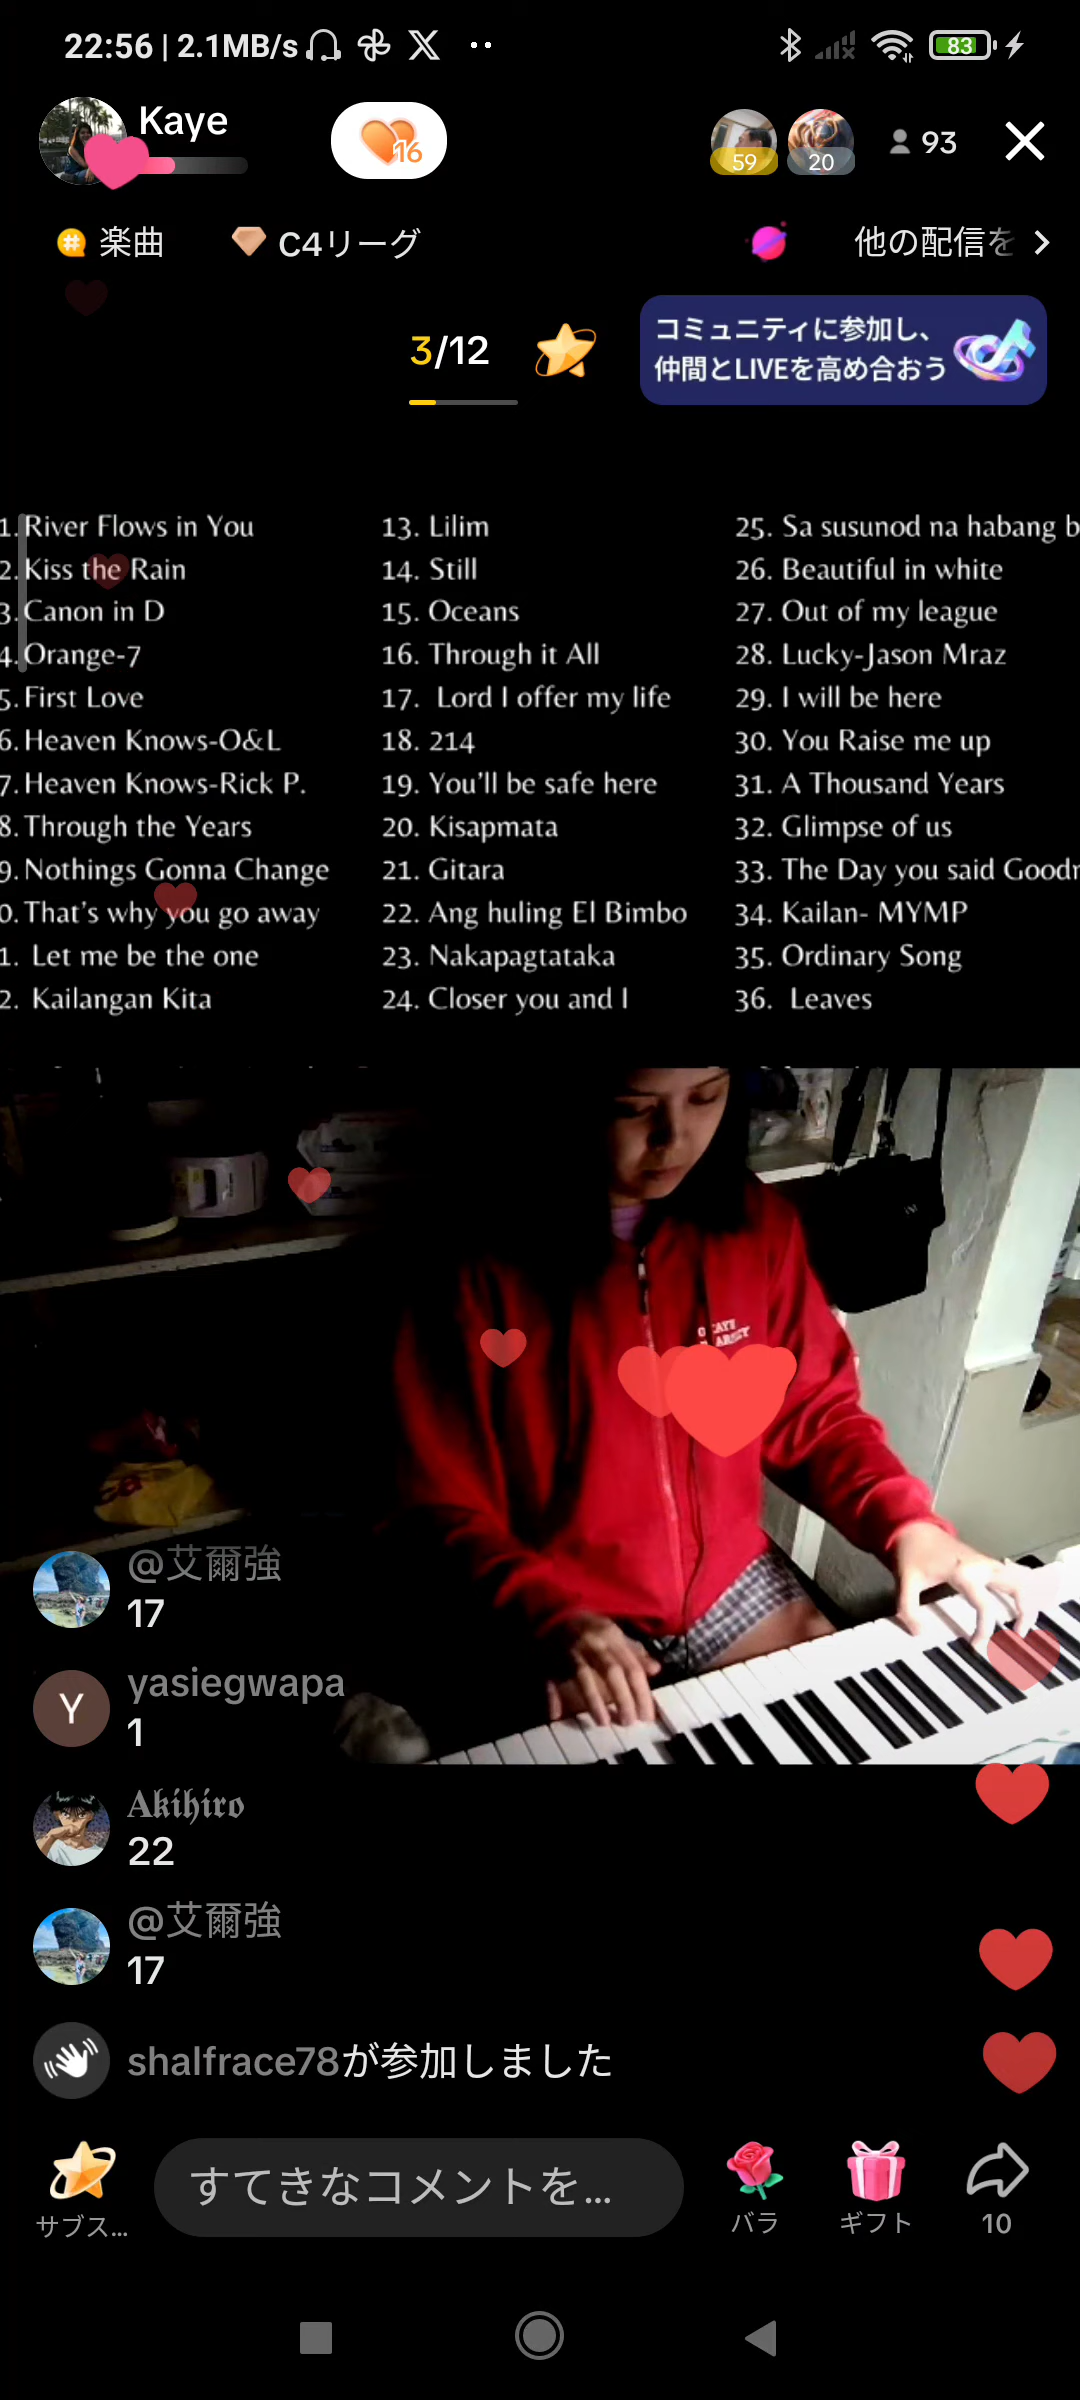 22:56 | 2.1MB/s
83
Kaye
16
59
20
93
楽曲
C4リーグ
他の配信を
3/12
コミュニティに参加し、
仲間とLIVEを高め合おう
1. River Flows in You
2. Kiss the Rain
3. Canon in D
4. Orange-7
5. First Love
6. Heaven Knows-O&L
7. Heaven Knows-Rick P.
8. Through the Years
9. Nothings Gonna Change
0. That's why you go away
1. Let me be the one
2. Kailangan Kita
13. Lilim
14. Still
15. Oceans
16. Through it All
17. Lord I offer my life
18. 214
19. You'll be safe here
20. Kisapmata
21. Gitara
22. Ang huling El Bimbo
23. Nakapagtataka
24. Closer you and I
25. Sa susunod na habang b
26. Beautiful in white
27. Out of my league
28. Lucky-Jason Mraz
29. I will be here
30. You Raise me up
31. A Thousand Years
32. Glimpse of us
33. The Day you said Goodn
34. Kailan- MYMP
35. Ordinary Song
36. Leaves
@艾爾強
17
Y
yasiegwapa
1
𝕬𝖐𝖎𝖍𝖎𝖗𝖔
22
@艾爾強
17
shalfrace78が参加しました
サブス...
すてきなコメントを...
バラ
ギフト
10